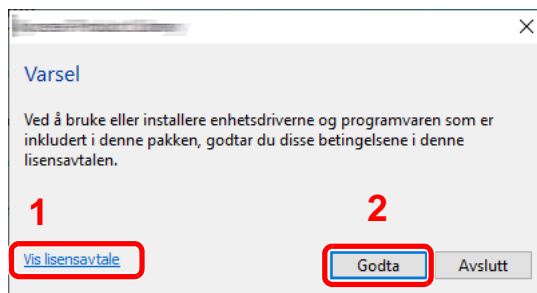 Varsel
Ved å bruke eller installere enhetsdriverne og programvaren som er
inkludert i denne pakken, godtar du disse betingelsene i denne
lisensavtalen.
1
2
Vis lisensavtale
Godta
Avslutt